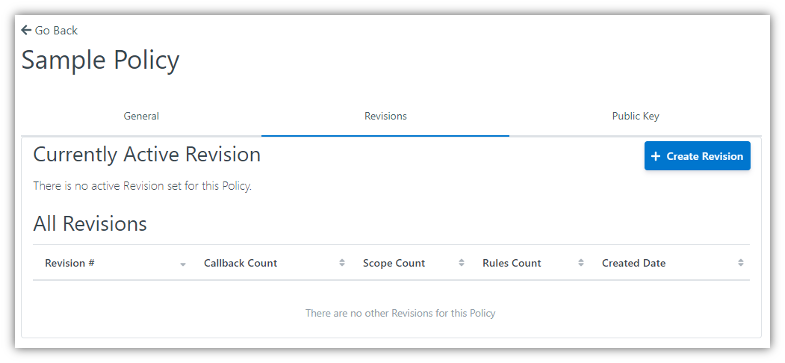 Go Back
Sample Policy
General Revisions Public Key
Currently Active Revision
+ Create Revision
There is no active Revision set for this Policy.
All Revisions
Revision # Callback Count Scope Count Rules Count Created Date
There are no other Revisions for this Policy